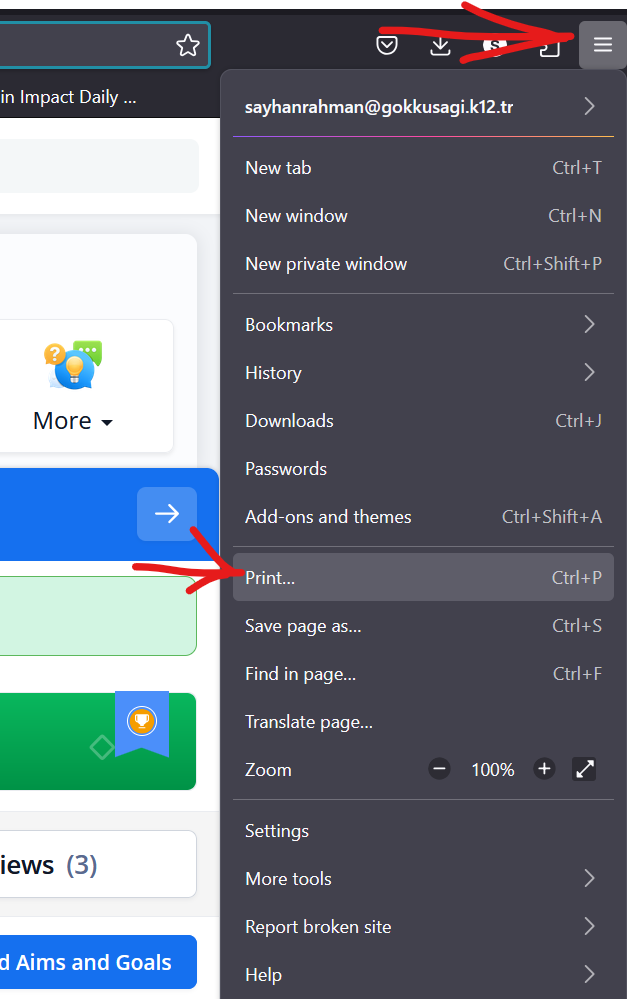 in Impact Daily ...
S
sayhanrahman@gokkusagi.k12.tr
New tab Ctrl+T
New window Ctrl+N
New private window Ctrl+Shift+P
Bookmarks
History
Downloads Ctrl+J
Passwords
Add-ons and themes Ctrl+Shift+A
Print... Ctrl+P
Save page as... Ctrl+S
Find in page... Ctrl+F
Translate page...
Zoom 100%
Settings
More tools
Report broken site
Help
?
More
iews (3)
d Aims and Goals